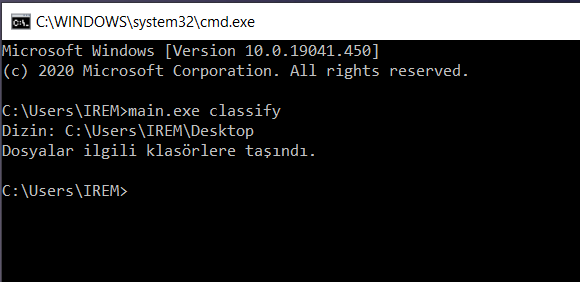 C:\WINDOWS\system32\cmd.exe
Microsoft Windows [Version 10.0.19041.450]
(c) 2020 Microsoft Corporation. All rights reserved.
C:\Users\IREM>main.exe classify
Dizin: C:\Users\IREM\Desktop
Dosyalar ilgili klasörlere taşındı.
C:\Users\IREM>